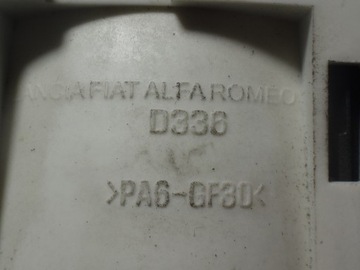 ANCIA FIAT ALFA ROMEO
D336
>PA6-GF30<